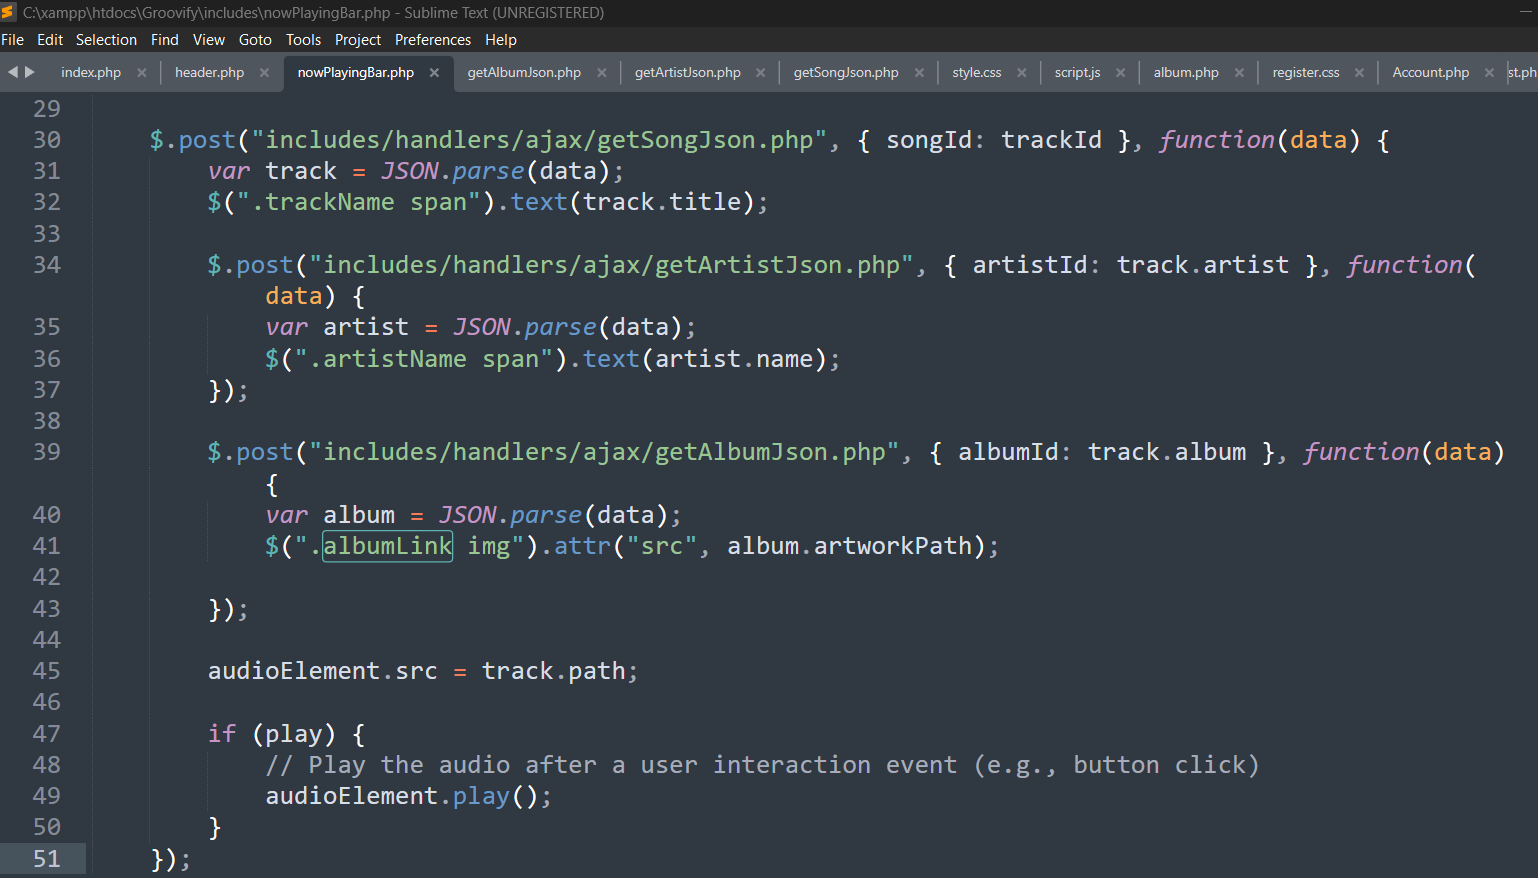 C:\xampp\htdocs\Groovify\includes\nowPlayingBar.php - Sublime Text (UNREGISTERED)
File Edit Selection Find View Goto Tools Project Preferences Help
index.php header.php nowPlayingBar.php getAlbumJson.php getArtistJson.php getSongJson.php style.css script.js album.php register.css Account.php st.ph
29
30 $.post("includes/handlers/ajax/getSongJson.php", { songId: trackId }, function(data) {
31 var track = JSON.parse(data);
32 $(".trackName span").text(track.title);
33
34 $.post("includes/handlers/ajax/getArtistJson.php", { artistId: track.artist }, function(
data) {
35 var artist = JSON.parse(data);
36 $(".artistName span").text(artist.name);
37 });
38
39 $.post("includes/handlers/ajax/getAlbumJson.php", { albumId: track.album }, function(data)
{
40 var album = JSON.parse(data);
41 $(".albumLink img").attr("src", album.artworkPath);
42
43 });
44
45 audioElement.src = track.path;
46
47 if (play) {
48 // Play the audio after a user interaction event (e.g., button click)
49 audioElement.play();
50 }
51 });